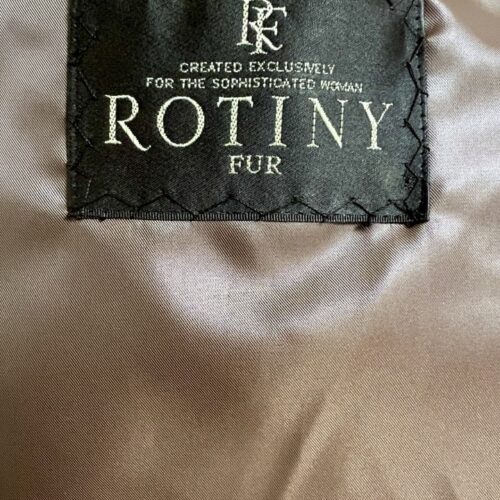 RF
CREATED EXCLUSIVELY
FOR THE SOPHISTICATED WOMAN
ROTINY
FUR